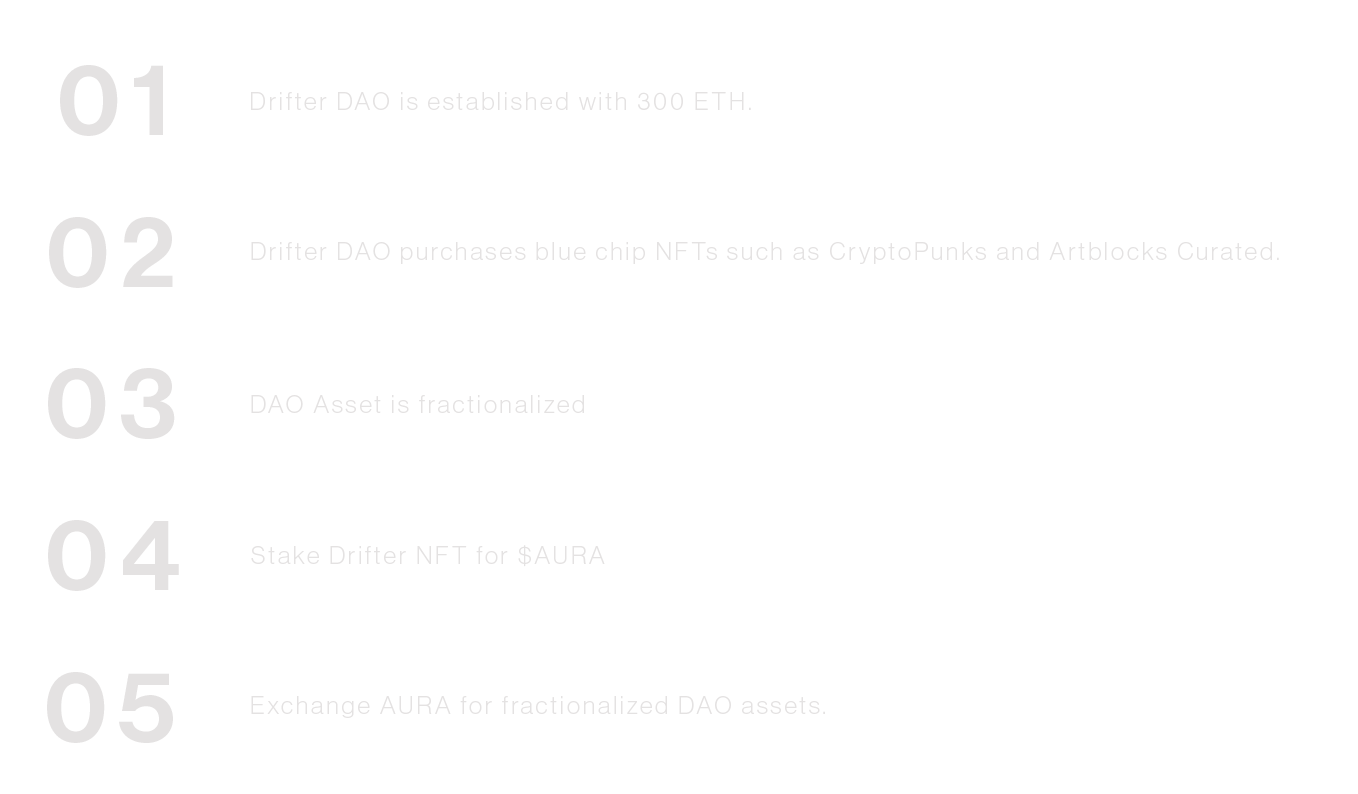 01 Drifter DAO is established with 300 ETH.
02 Drifter DAO purchases blue chip NFTs such as CryptoPunks and Artblocks Curated.
03 DAO Asset is fractionalized
04 Stake Drifter NFT for $AURA
05 Exchange AURA for fractionalized DAO assets.